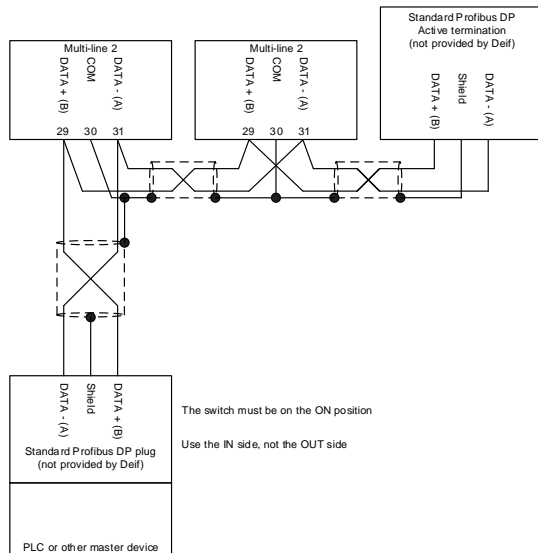 Standard Profibus DP
Active termination
(not provided by Deif)
DATA + (B)
Shield
DATA - (A)
Multi-line 2
DATA + (B)
COM
DATA - (A)
29 30 31
Multi-line 2
DATA + (B)
COM
DATA - (A)
29 30 31
DATA - (A)
Shield
DATA + (B)
Standard Profibus DP plug
(not provided by Deif)
The switch must be on the ON position
Use the IN side, not the OUT side
PLC or other master device